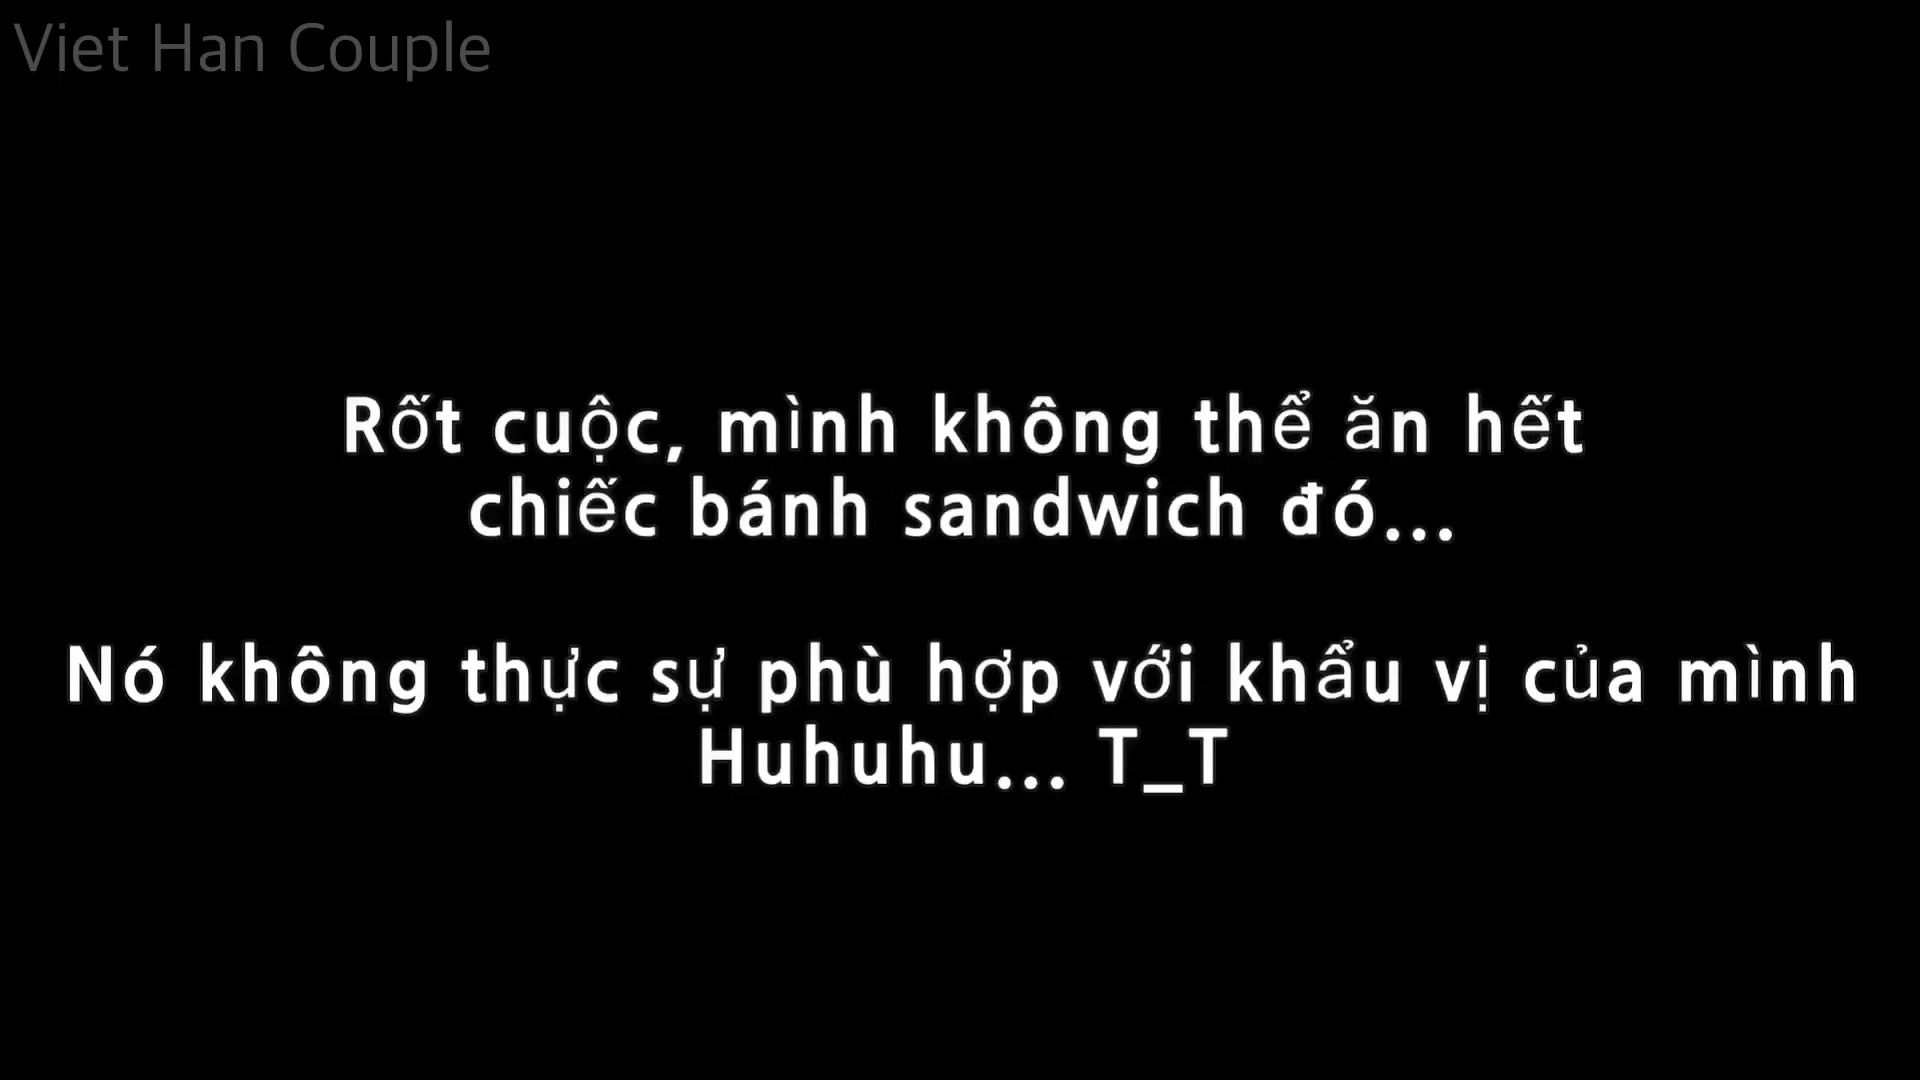 Viet Han Couple
Rốt cuộc, mình không thể ăn hết
chiếc bánh sandwich đó...
Nó không thực sự phù hợp với khẩu vị của mình
Huhuhu... T_T